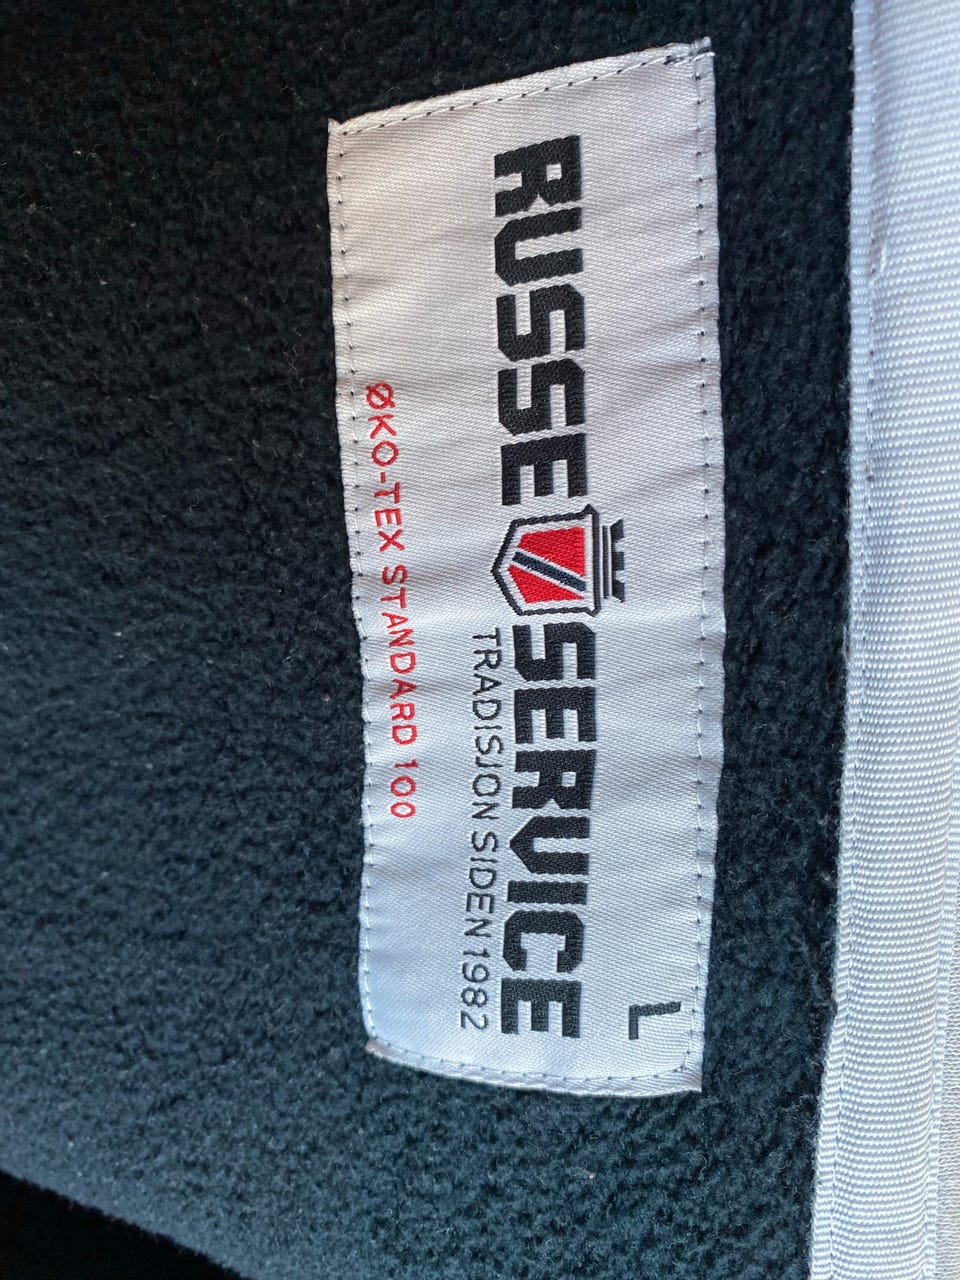 L
RUSSE SERVICE
TRADISJON SIDEN 1982
ØKO-TEX STANDARD 100